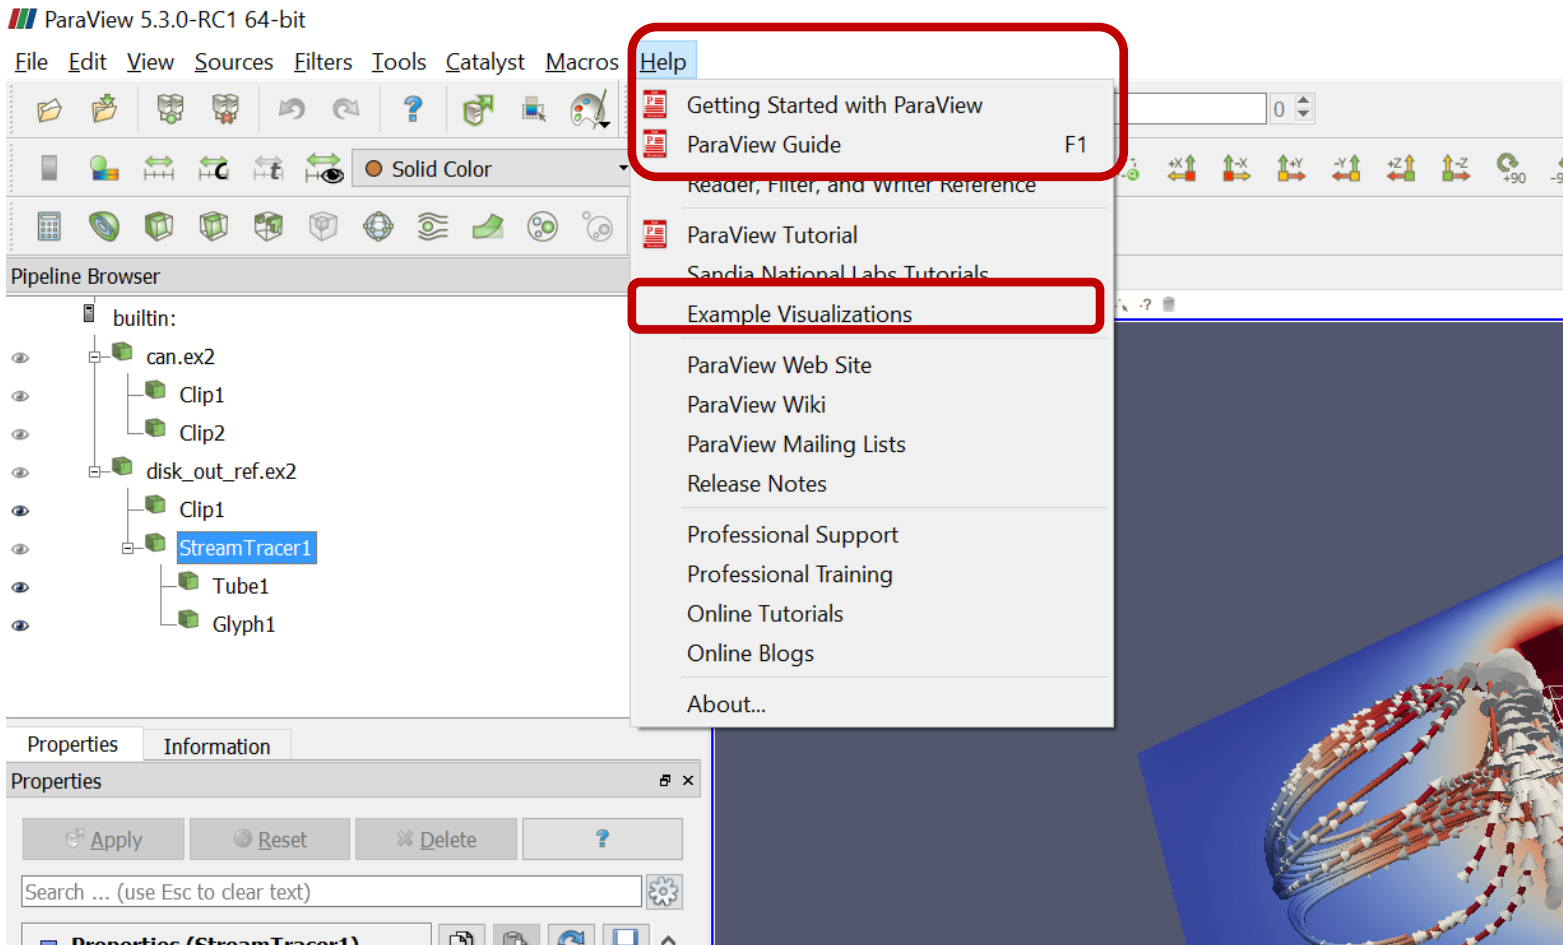 ParaView 5.3.0-RC1 64-bit
File Edit View Sources Filters Tools Catalyst Macros Help
Getting Started with ParaView
ParaView Guide F1
Reader, Filter, and Writer Reference
ParaView Tutorial
Sandia National Labs Tutorials
Example Visualizations
ParaView Web Site
ParaView Wiki
ParaView Mailing Lists
Release Notes
Professional Support
Professional Training
Online Tutorials
Online Blogs
About...
0
Solid Color
+X -X +Y -Y +Z -Z +90
Pipeline Browser
builtin:
can.ex2
Clip1
Clip2
disk_out_ref.ex2
Clip1
StreamTracer1
Tube1
Glyph1
Properties Information
Properties
Apply Reset Delete ?
Search ... (use Esc to clear text)
Properties (StreamTracer1)